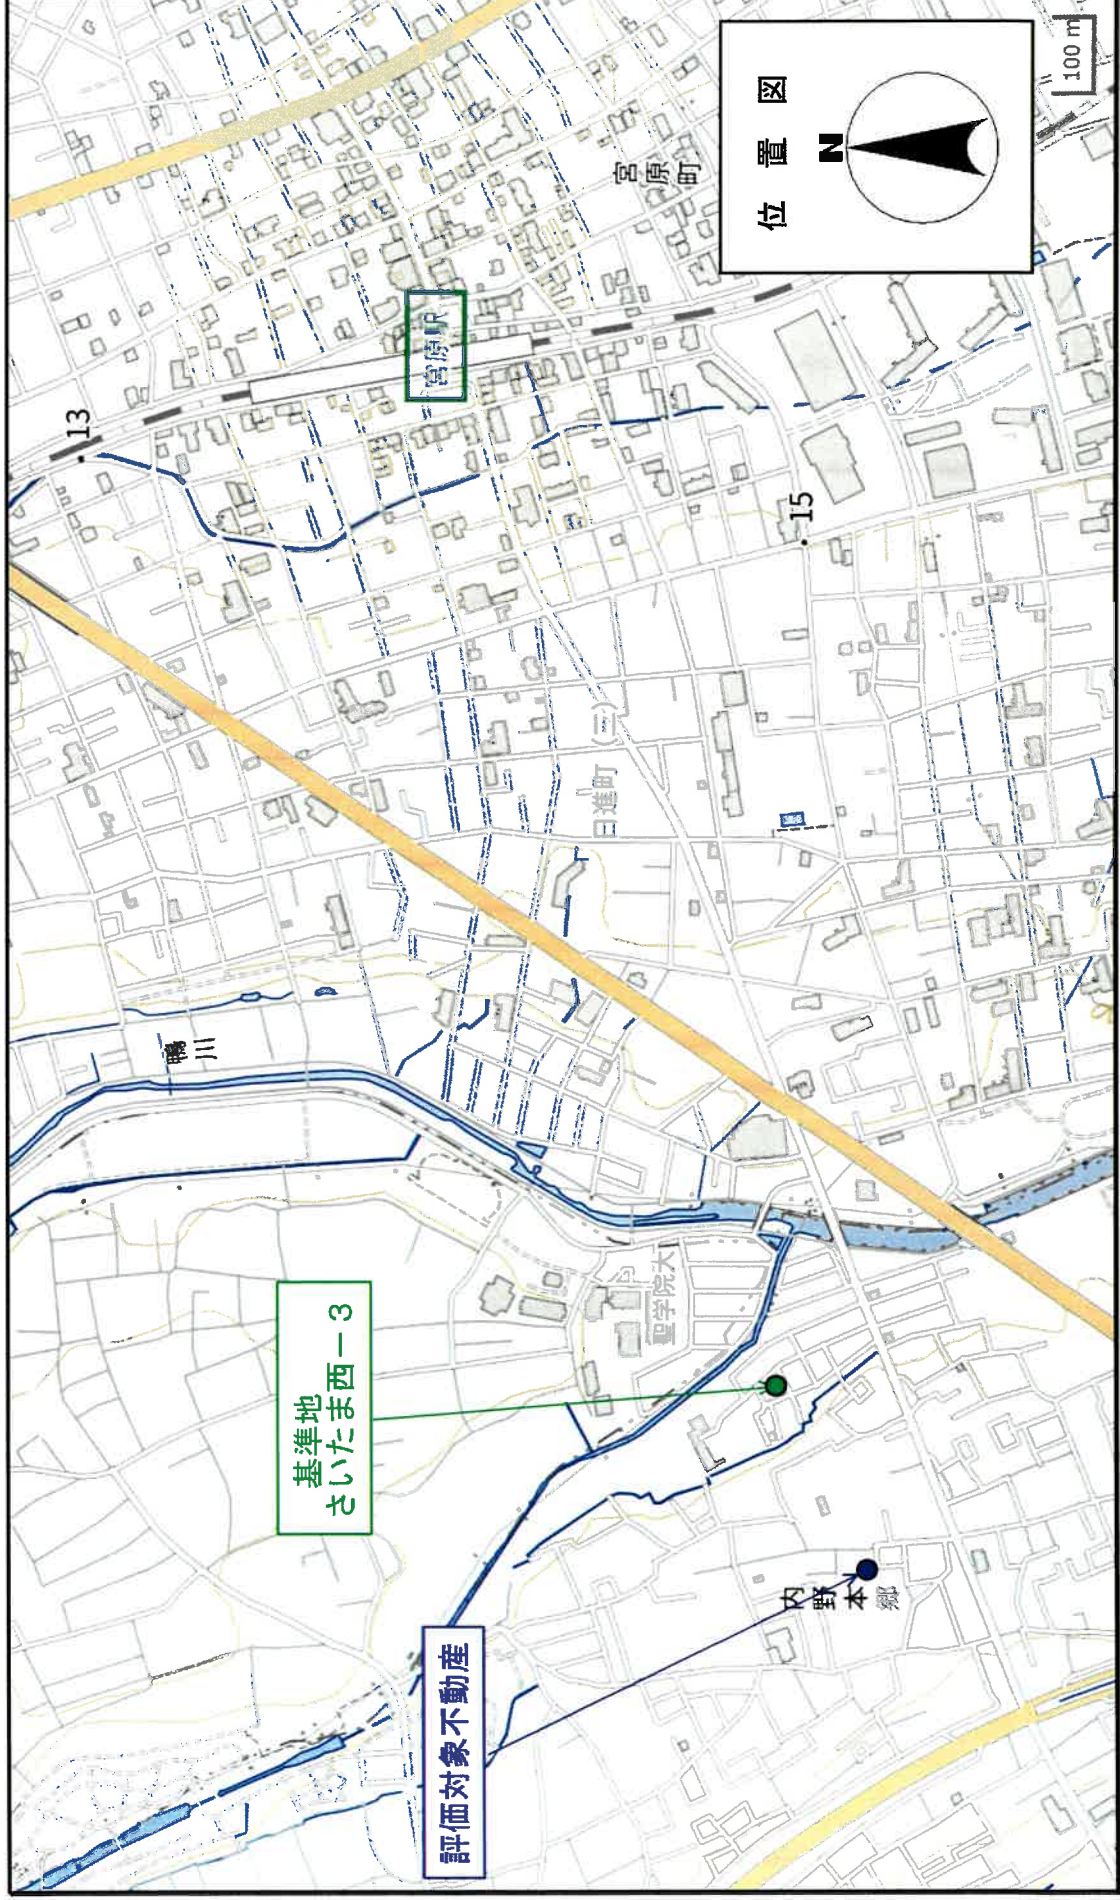 位置図
N
100 m
宮原町
JR宮原
13
15
日進町(二)
鴨川
聖学院大
基準地
さいたま西－3
内野本郷
評価対象不動産